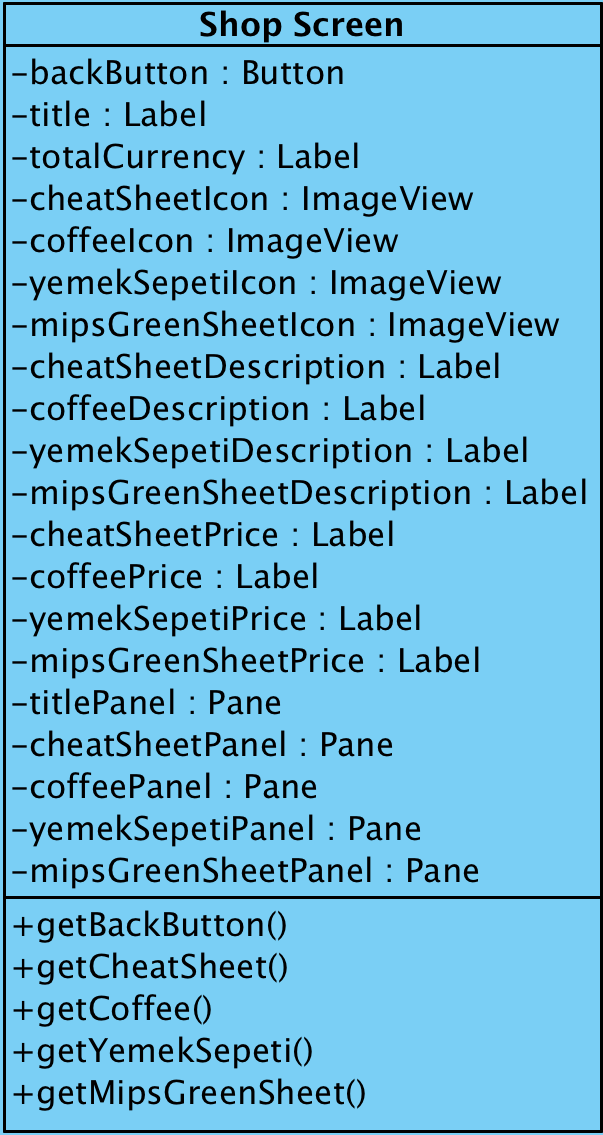 Shop Screen
-backButton : Button
-title : Label
-totalCurrency : Label
-cheatSheetIcon : ImageView
-coffeeIcon : ImageView
-yemekSepetiIcon : ImageView
-mipsGreenSheetIcon : ImageView
-cheatSheetDescription : Label
-coffeeDescription : Label
-yemekSepetiDescription : Label
-mipsGreenSheetDescription : Label
-cheatSheetPrice : Label
-coffeePrice : Label
-yemekSepetiPrice : Label
-mipsGreenSheetPrice : Label
-titlePanel : Pane
-cheatSheetPanel : Pane
-coffeePanel : Pane
-yemekSepetiPanel : Pane
-mipsGreenSheetPanel : Pane
+getBackButton()
+getCheatSheet()
+getCoffee()
+getYemekSepeti()
+getMipsGreenSheet()